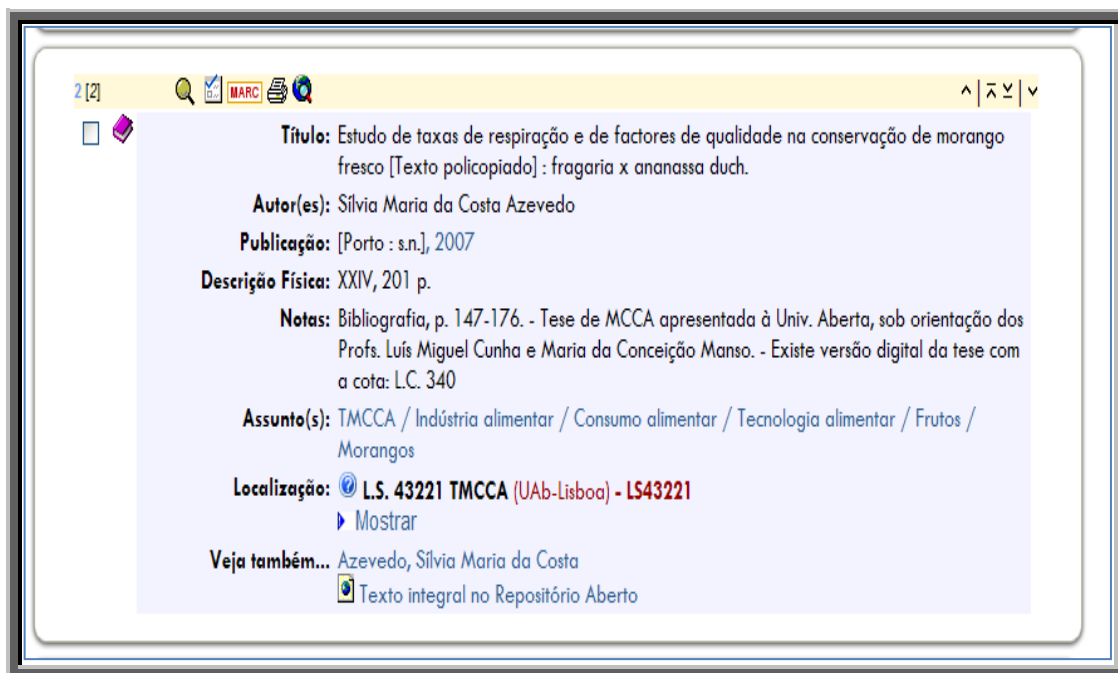 2 [2]
MARC
Título: Estudo de taxas de respiração e de factores de qualidade na conservação de morango
fresco [Texto policopiado] : fragaria x ananassa duch.
Autor(es): Sílvia Maria da Costa Azevedo
Publicação: [Porto : s.n.], 2007
Descrição Física: XXIV, 201 p.
Notas: Bibliografia, p. 147-176. - Tese de MCCA apresentada à Univ. Aberta, sob orientação dos
Profs. Luís Miguel Cunha e Maria da Conceição Manso. - Existe versão digital da tese com
a cota: L.C. 340
Assunto(s): TMCCA / Indústria alimentar / Consumo alimentar / Tecnologia alimentar / Frutos /
Morangos
Localização: L.S. 43221 TMCCA (UAb-Lisboa) - LS43221
Mostrar
Veja também... Azevedo, Sílvia Maria da Costa
Texto integral no Repositório Aberto